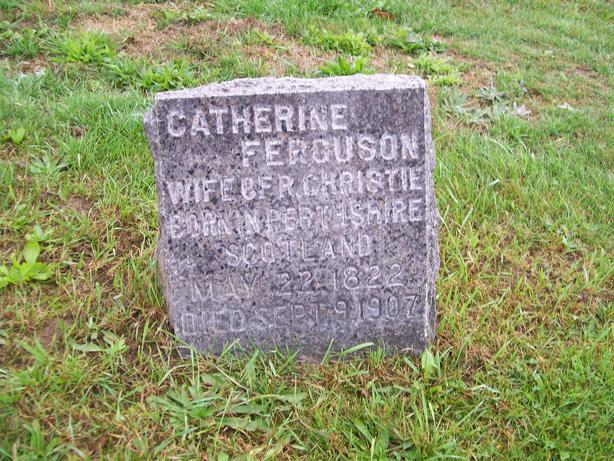 CATHERINE
FERGUSON
WIFE OF R. CHRISTIE
BORN IN PERTHSHIRE
SCOTLAND
MAY 22 1822
DIED SEPT. 9, 1907